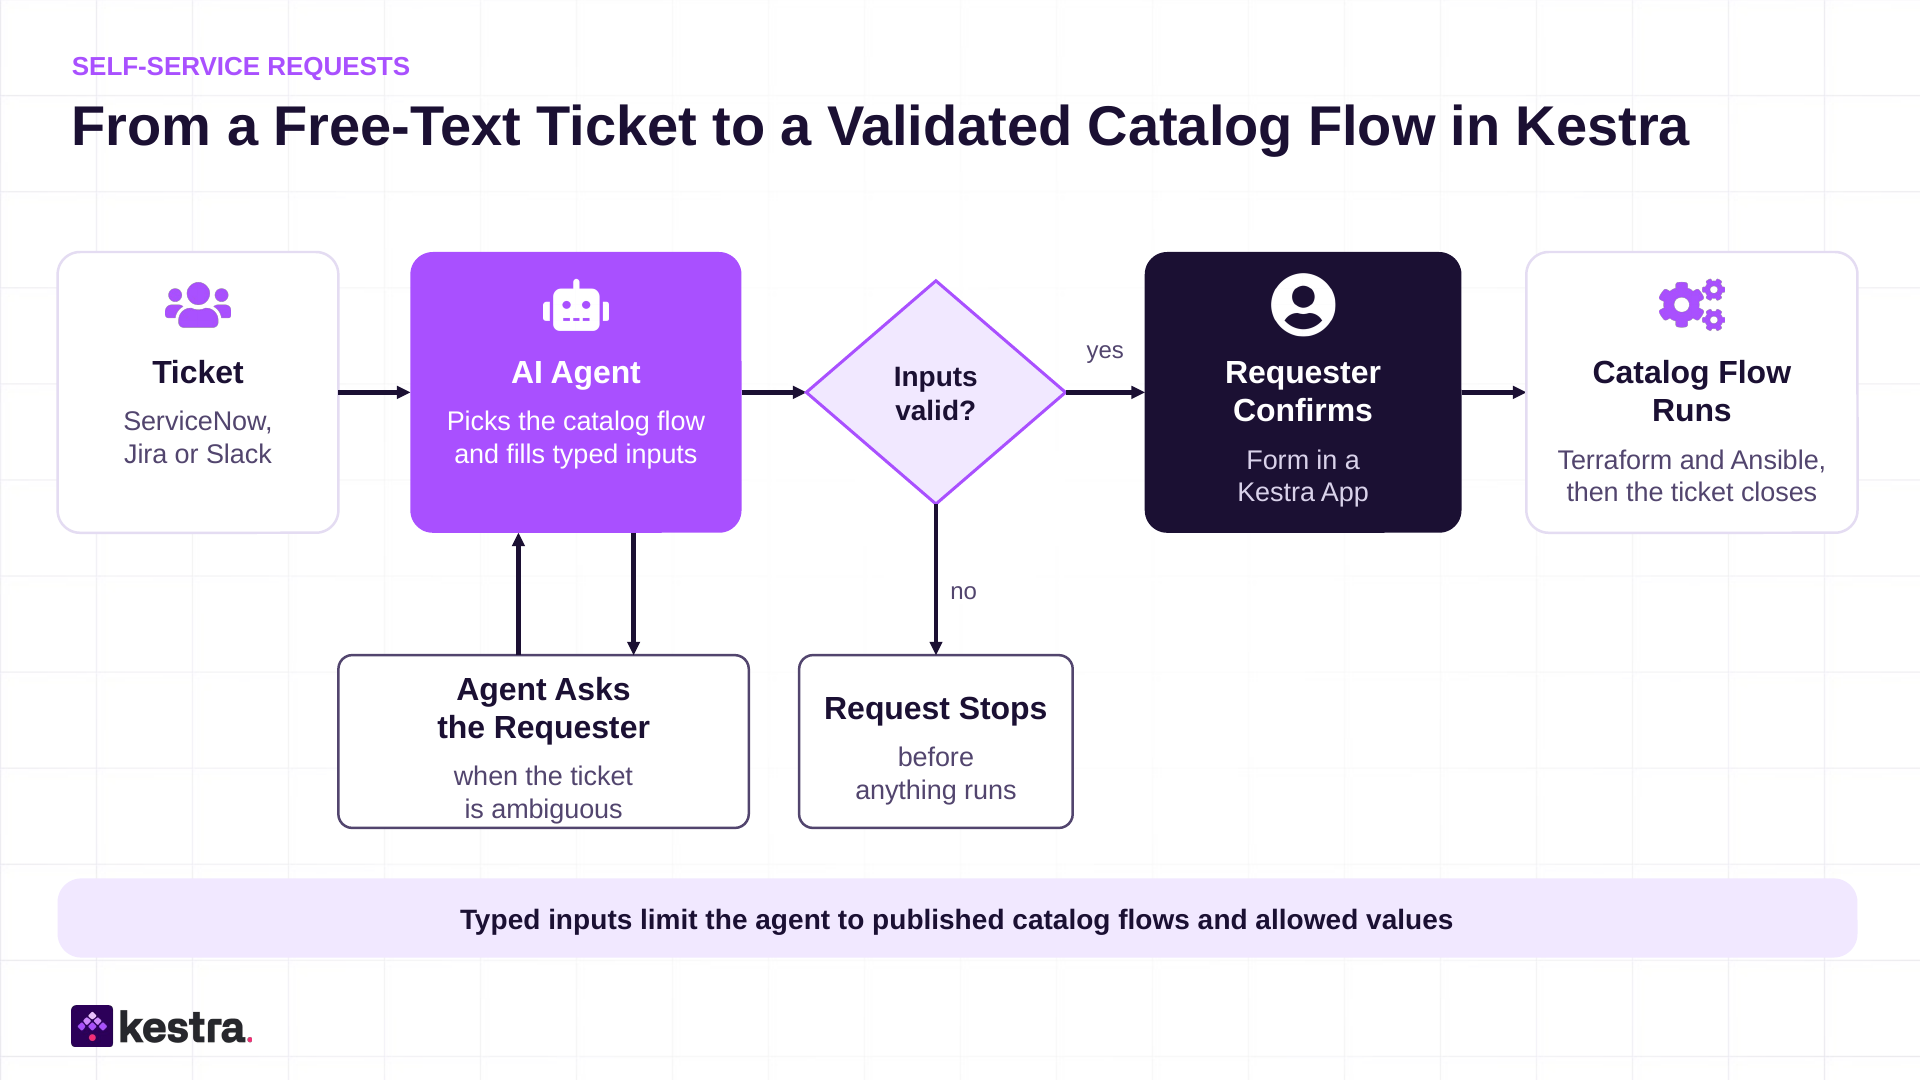 SELF-SERVICE REQUESTS
From a Free-Text Ticket to a Validated Catalog Flow in Kestra
Ticket
ServiceNow,
Jira or Slack
AI Agent
Picks the catalog flow
and fills typed inputs
Inputs
valid?
yes
Requester
Confirms
Form in a
Kestra App
Catalog Flow
Runs
Terraform and Ansible,
then the ticket closes
no
Agent Asks
the Requester
when the ticket
is ambiguous
Request Stops
before
anything runs
Typed inputs limit the agent to published catalog flows and allowed values
kestra.